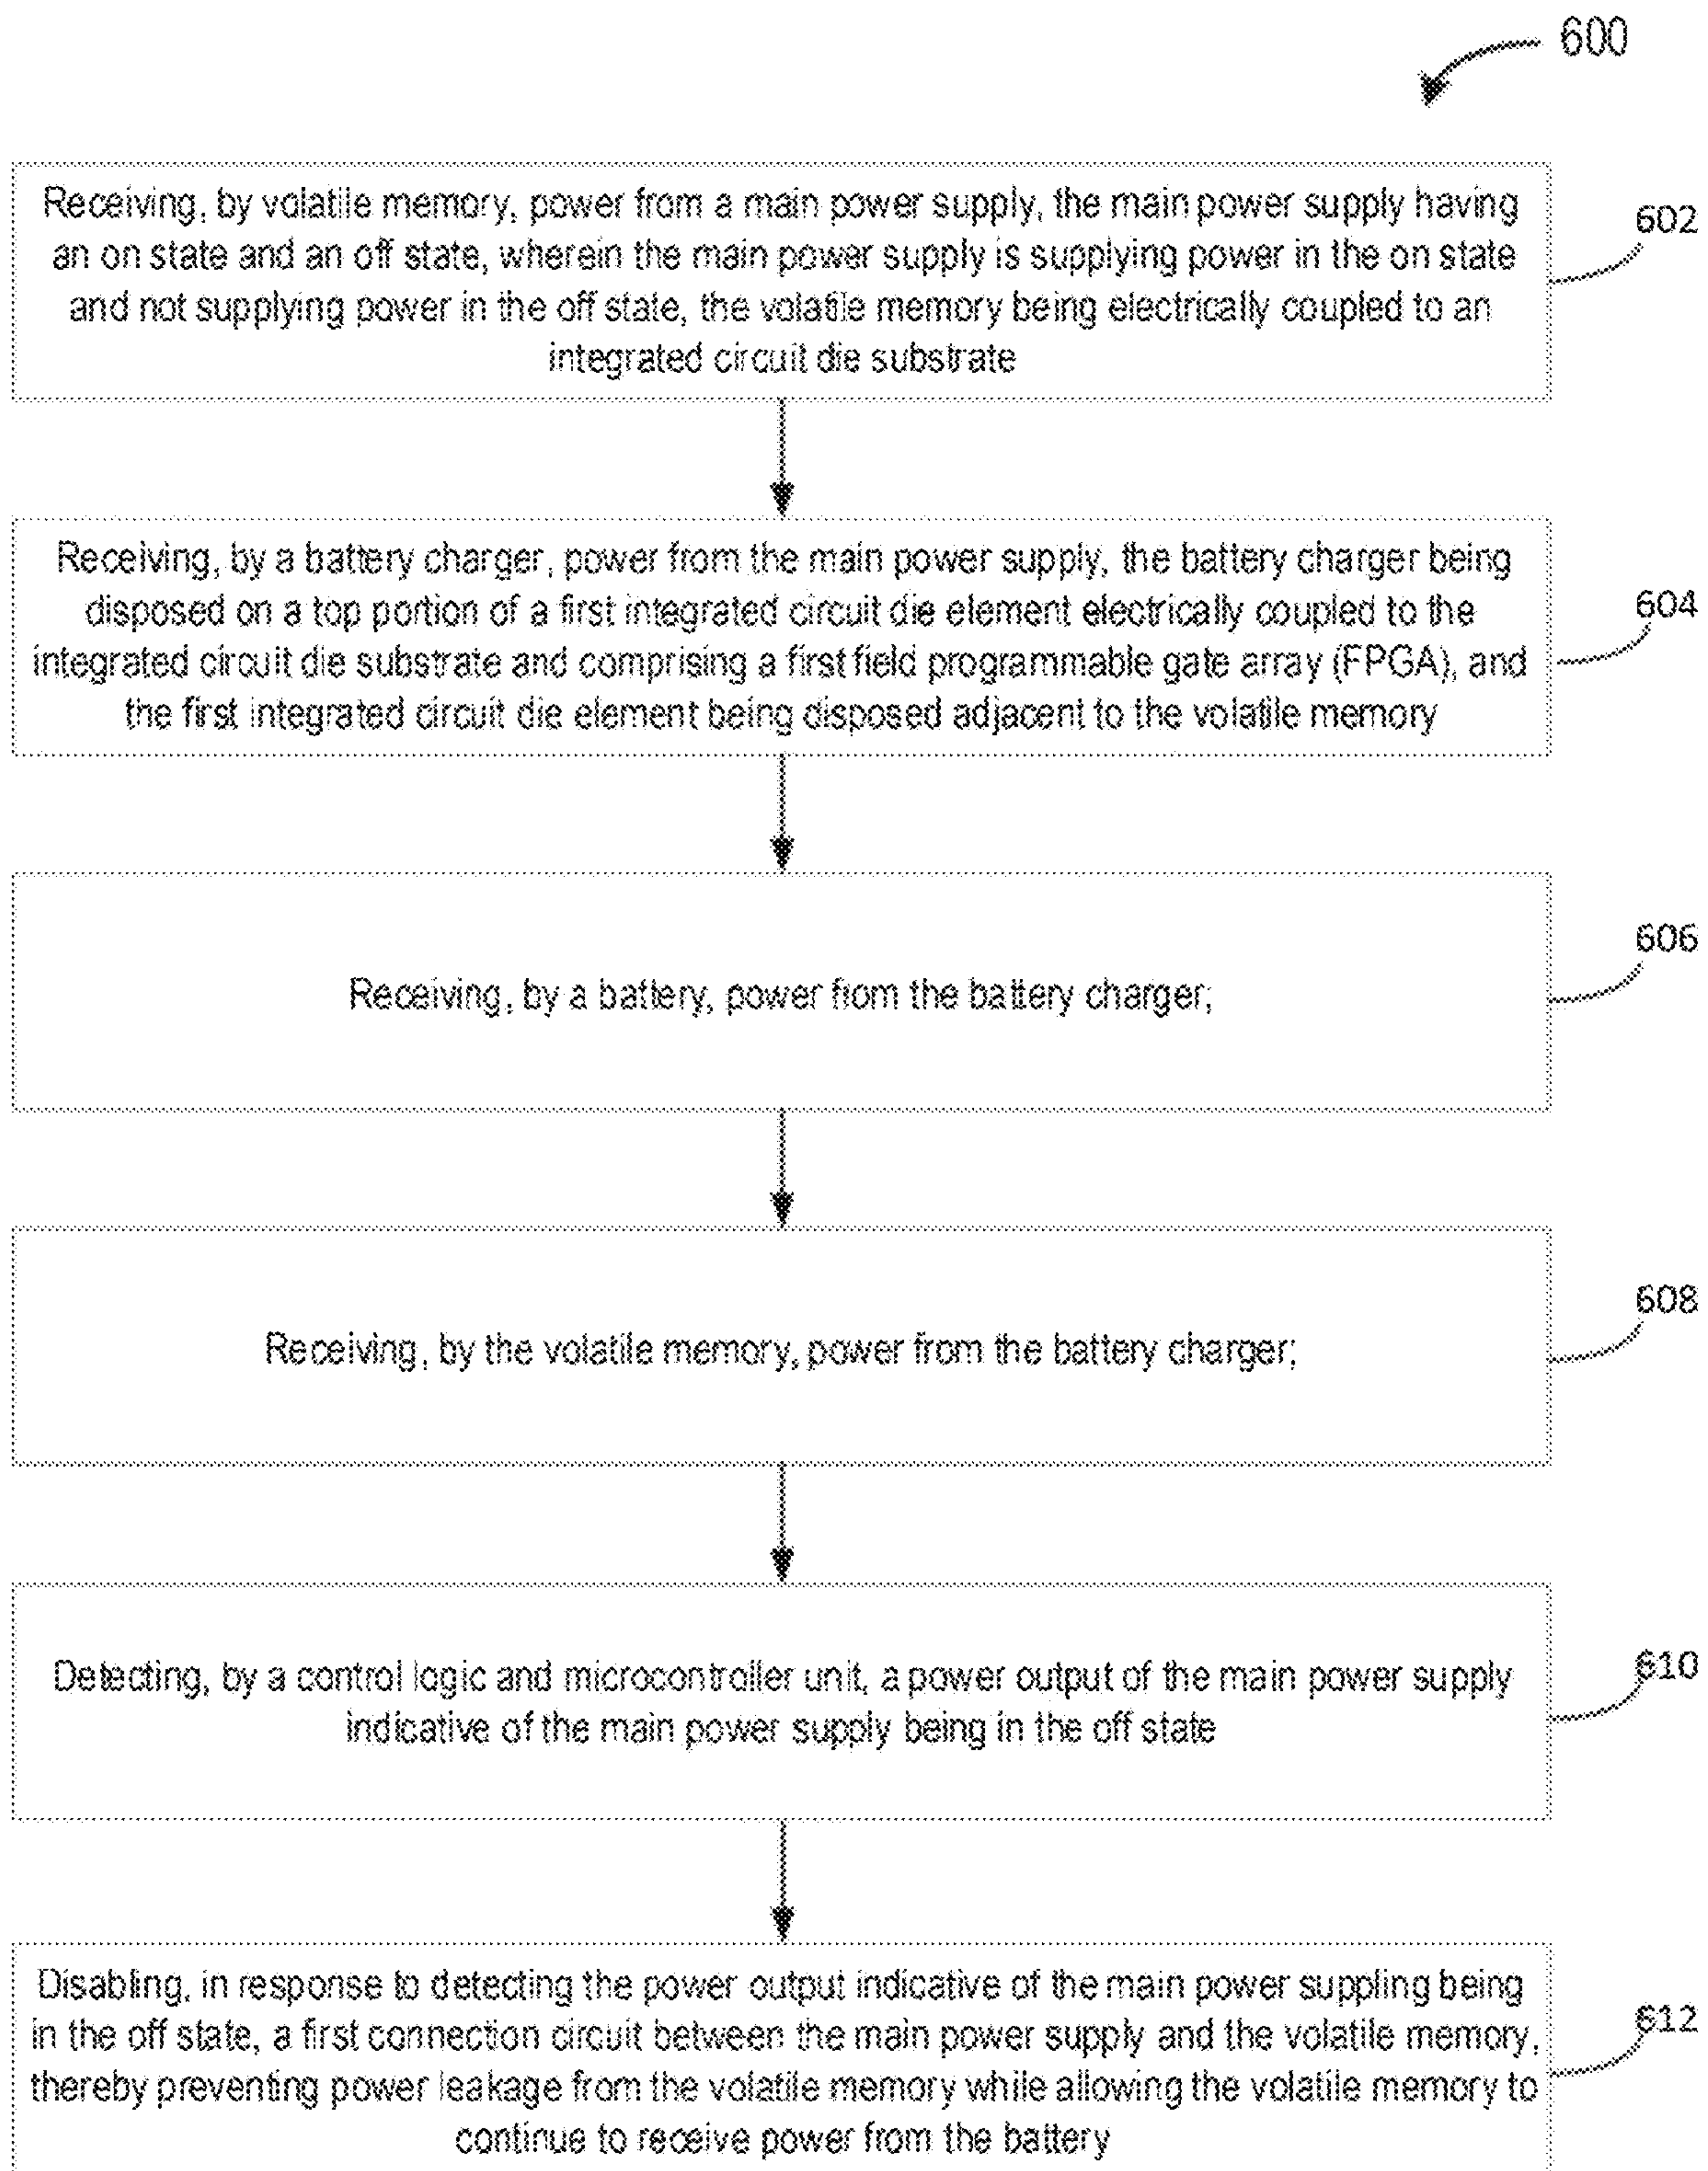 600
Receiving, by volatile memory, power from a main power supply, the main power supply having
an on state and an off state, wherein the main power supply is supplying power in the on state
and not supplying power in the off state, the volatile memory being electrically coupled to an
integrated circuit die substrate
602
Receiving, by a battery charger, power from the main power supply, the battery charger being
disposed on a top portion of a first integrated circuit die element electrically coupled to the
integrated circuit die substrate and comprising a first field programmable gate array (FPGA), and
the first integrated circuit die element being disposed adjacent to the volatile memory
604
Receiving, by a battery, power from the battery charger;
606
Receiving, by the volatile memory, power from the battery charger;
608
Detecting, by a control logic and microcontroller unit, a power output of the main power supply
indicative of the main power supply being in the off state
610
Disabling, in response to detecting the power output indicative of the main power suppling being
in the off state, a first connection circuit between the main power supply and the volatile memory,
thereby preventing power leakage from the volatile memory while allowing the volatile memory to
continue to receive power from the battery
612